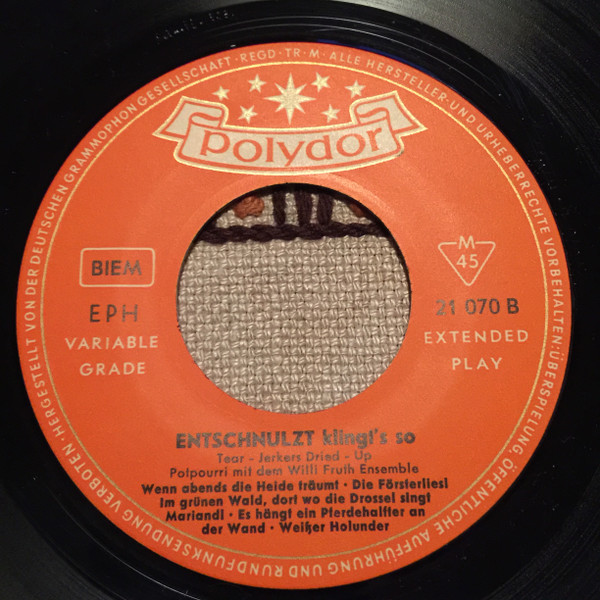 HERGESTELLT VON DER DEUTSCHEN GRAMMOPHON GESELLSCHAFT · REGD·TR·M· ALLE HERSTELLER- UND URHEBERRECHTE VORBEHALTEN; ÜBERSPIELUNG, ÖFFENTLICHE AUFFÜHRUNG UND RUNDFUNKSENDUNG VERBOTEN ·
Polydor
BIEM
EPH
VARIABLE
GRADE
M
45
21 070 B
EXTENDED
PLAY
ENTSCHNULZT klingt's so
Tear - Jerkers Dried - Up
Potpourri mit dem Willi Fruth Ensemble
Wenn abends die Heide träumt · Die Försterliesl
Im grünen Wald, dort wo die Drossel singt
Mariandl · Es hängt ein Pferdehalfter an
der Wand · Weißer Holunder